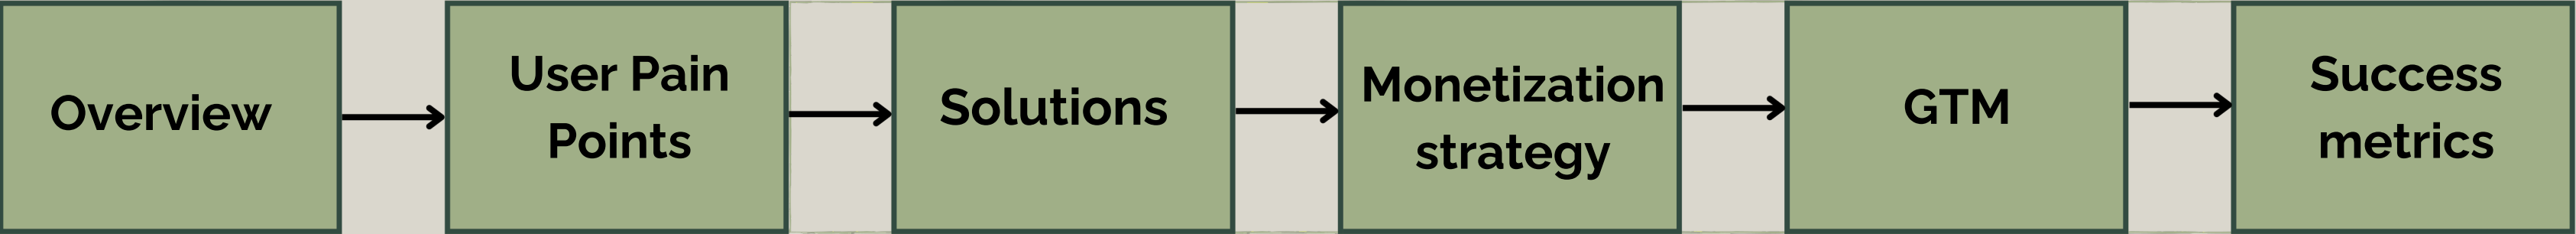 Overview
User Pain
Points
Solutions
Monetization
strategy
GTM
Success
metrics